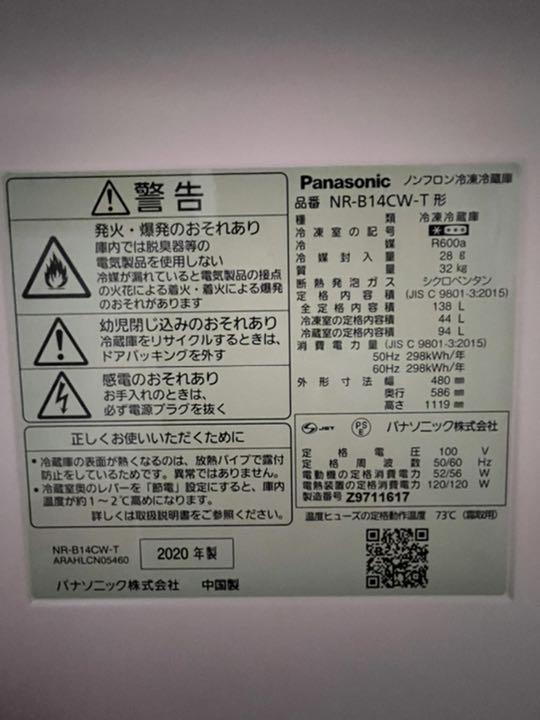 警告
発火・爆発のおそれあり
庫内では脱臭器等の
電気製品を使用しない
冷媒が漏れていると電気製品の接点
の火花による着火・着火による爆発
のおそれがあります
幼児閉じ込みのおそれあり
冷蔵庫をリサイクルするときは、
ドアパッキングを外す
感電のおそれあり
お手入れのときは、
必ず電源プラグを抜く
正しくお使いいただくために
・冷蔵庫の表面が熱くなるのは、放熱パイプで露付
防止をしているためです。異常ではありません。
・冷蔵室奥のレバーを「節電」設定にすると、庫内
温度が約1～2℃高めになります。
詳しくは取扱説明書をご参照ください。
NR-B14CW-T
ARAHLCN05460
2020年製
パナソニック株式会社 中国製
Panasonic ノンフロン冷凍冷蔵庫
品番 NR-B14CW-T 形
種類 冷凍冷蔵庫
冷凍室の記号
冷媒 R600a
冷媒封入量 28 g
質量 32 kg
断熱発泡ガス シクロペンタン
定格内容積 (JIS C 9801-3:2015)
全定格内容積 138 L
冷凍室の定格内容積 44 L
冷蔵室の定格内容積 94 L
消費電力量 (JIS C 9801-3:2015)
50Hz 298kWh/年
60Hz 298kWh/年
外形寸法 幅 480 mm
奥行 586 mm
高さ 1119 mm
JET PSE パナソニック株式会社
定格電圧 100 V
定格周波数 50/60 Hz
電動機の定格消費電力 52/56 W
電熱装置の定格消費電力 120/120 W
製造番号 Z9711617
温度ヒューズの定格動作温度 73℃ (霜取用)